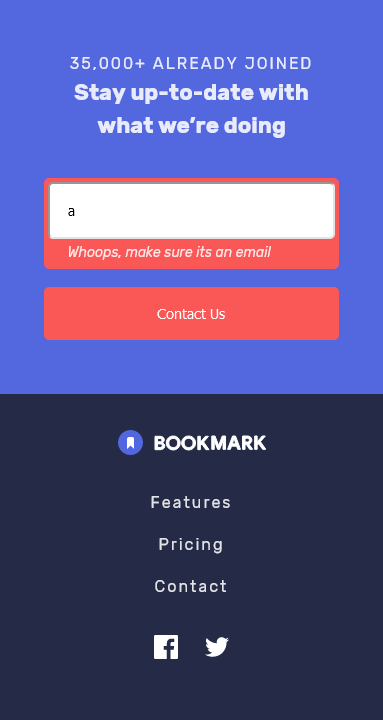 35,000+ ALREADY JOINED
Stay up-to-date with
what we’re doing
a
Whoops, make sure its an email
Contact Us
BOOKMARK
Features
Pricing
Contact